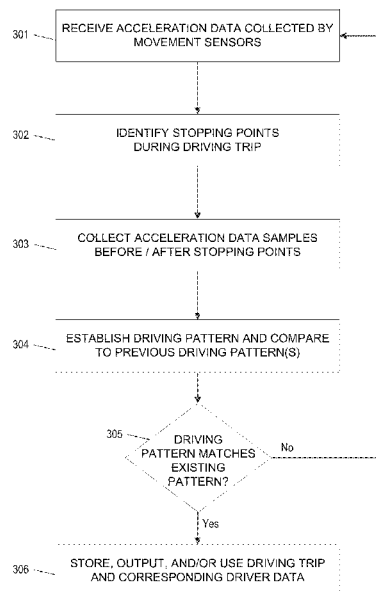 301
RECEIVE ACCELERATION DATA COLLECTED BY
MOVEMENT SENSORS
302
IDENTIFY STOPPING POINTS
DURING DRIVING TRIP
303
COLLECT ACCELERATION DATA SAMPLES
BEFORE / AFTER STOPPING POINTS
304
ESTABLISH DRIVING PATTERN AND COMPARE
TO PREVIOUS DRIVING PATTERN(S)
305
DRIVING
PATTERN MATCHES
EXISTING
PATTERN?
No
Yes
306
STORE, OUTPUT, AND/OR USE DRIVING TRIP
AND CORRESPONDING DRIVER DATA